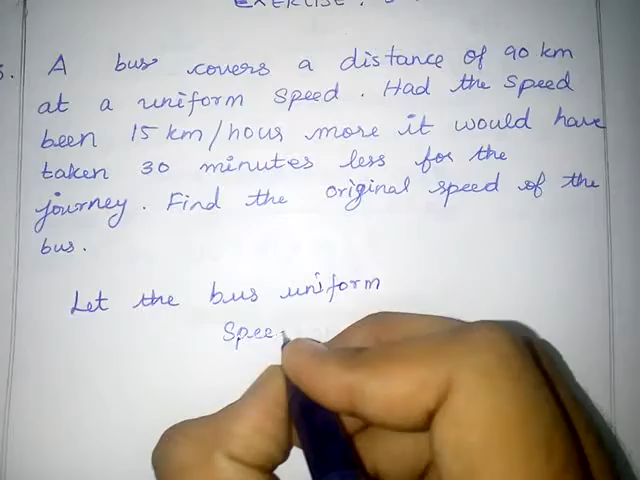 EXERCISE
A bus covers a distance of 90 km
at a uniform speed. Had the speed
been 15 km/hour more it would have
taken 30 minutes less for the
journey. Find the original speed of the
bus.
Let the bus uniform
Spee